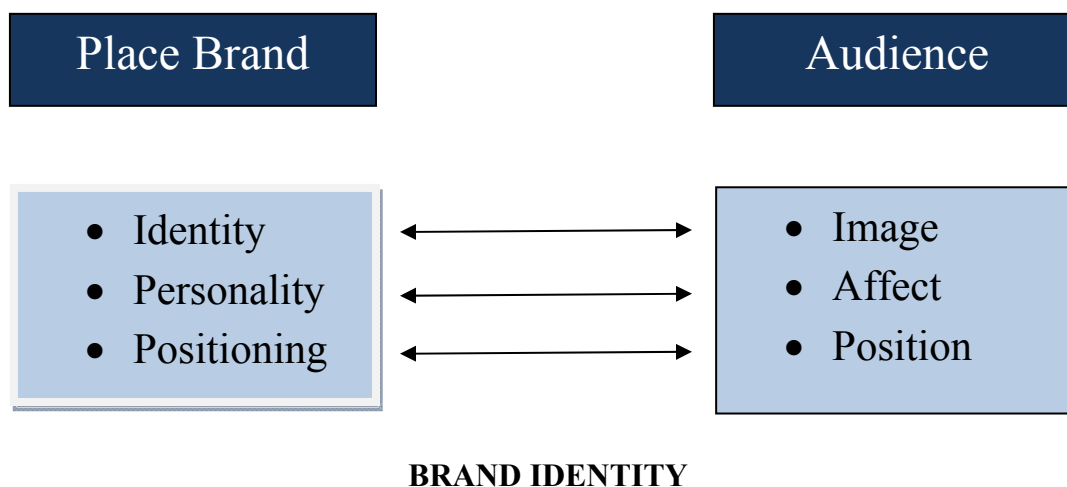 Place Brand
Audience
• Identity
• Personality
• Positioning
• Image
• Affect
• Position
BRAND IDENTITY